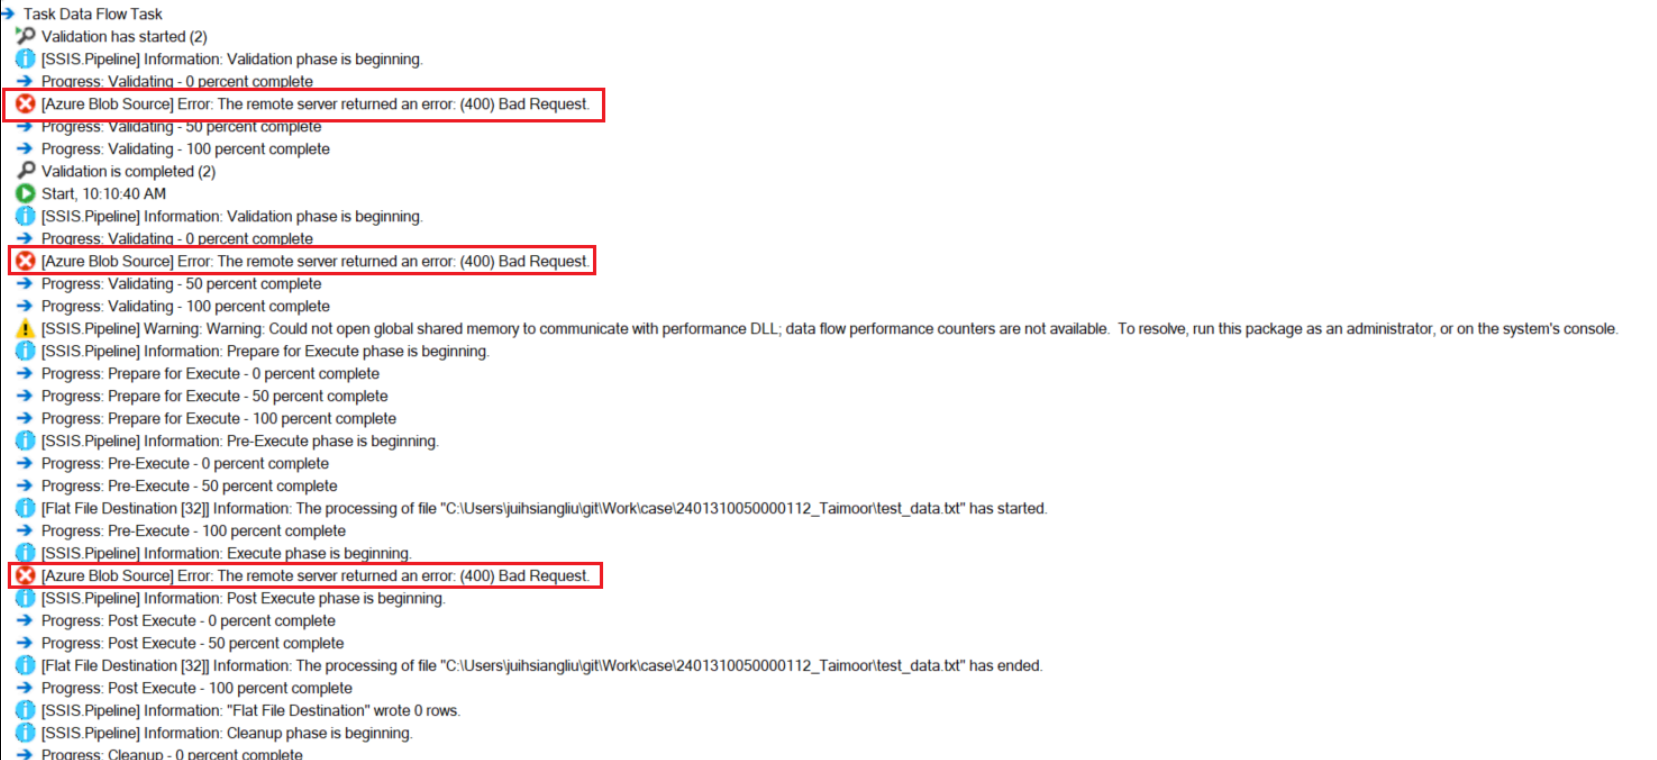 Task Data Flow Task
Validation has started (2)
[SSIS.Pipeline] Information: Validation phase is beginning.
Progress: Validating - 0 percent complete
[Azure Blob Source] Error: The remote server returned an error: (400) Bad Request.
Progress: Validating - 50 percent complete
Progress: Validating - 100 percent complete
Validation is completed (2)
Start, 10:10:40 AM
[SSIS.Pipeline] Information: Validation phase is beginning.
Progress: Validating - 0 percent complete
[Azure Blob Source] Error: The remote server returned an error: (400) Bad Request.
Progress: Validating - 50 percent complete
Progress: Validating - 100 percent complete
[SSIS.Pipeline] Warning: Warning: Could not open global shared memory to communicate with performance DLL; data flow performance counters are not available.  To resolve, run this package as an administrator, or on the system's console.
[SSIS.Pipeline] Information: Prepare for Execute phase is beginning.
Progress: Prepare for Execute - 0 percent complete
Progress: Prepare for Execute - 50 percent complete
Progress: Prepare for Execute - 100 percent complete
[SSIS.Pipeline] Information: Pre-Execute phase is beginning.
Progress: Pre-Execute - 0 percent complete
Progress: Pre-Execute - 50 percent complete
[Flat File Destination [32]] Information: The processing of file "C:\Users\juihsiangliu\git\Work\case\2401310050000112_Taimoor\test_data.txt" has started.
Progress: Pre-Execute - 100 percent complete
[SSIS.Pipeline] Information: Execute phase is beginning.
[Azure Blob Source] Error: The remote server returned an error: (400) Bad Request.
[SSIS.Pipeline] Information: Post Execute phase is beginning.
Progress: Post Execute - 0 percent complete
Progress: Post Execute - 50 percent complete
[Flat File Destination [32]] Information: The processing of file "C:\Users\juihsiangliu\git\Work\case\2401310050000112_Taimoor\test_data.txt" has ended.
Progress: Post Execute - 100 percent complete
[SSIS.Pipeline] Information: "Flat File Destination" wrote 0 rows.
[SSIS.Pipeline] Information: Cleanup phase is beginning.
Progress: Cleanup - 0 percent complete